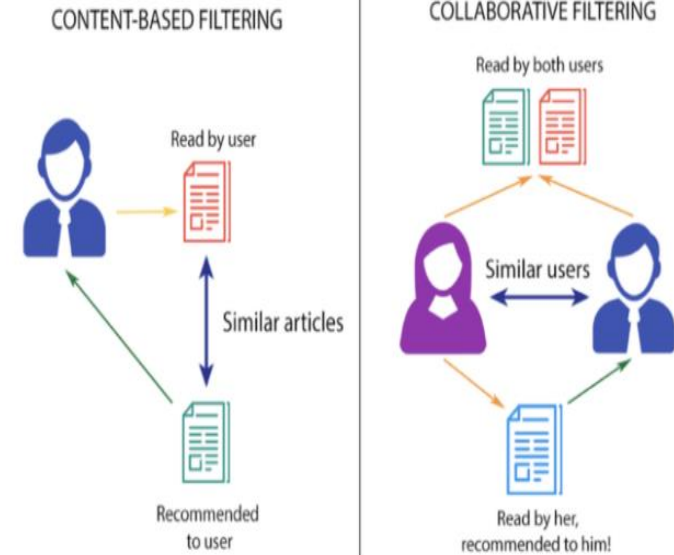 CONTENT-BASED FILTERING
Read by user
Similar articles
Recommended
to user
COLLABORATIVE FILTERING
Read by both users
Similar users
Read by her,
recommended to him!